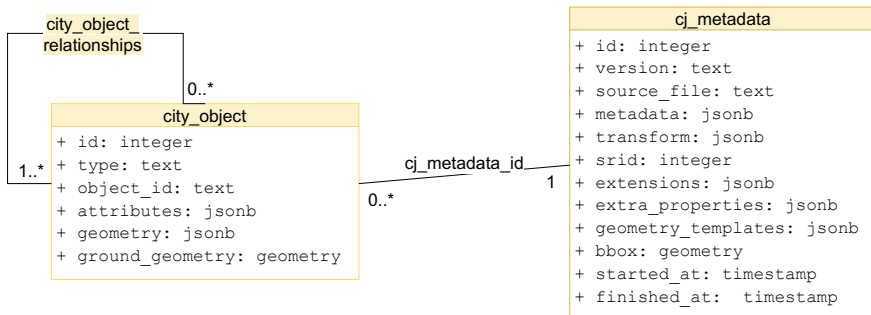 city_object_
relationships
0..*
city_object
+ id: integer
+ type: text
+ object_id: text
+ attributes: jsonb
+ geometry: jsonb
+ ground_geometry: geometry
1..*
cj_metadata_id
0..*
1
cj_metadata
+ id: integer
+ version: text
+ source_file: text
+ metadata: jsonb
+ transform: jsonb
+ srid: integer
+ extensions: jsonb
+ extra_properties: jsonb
+ geometry_templates: jsonb
+ bbox: geometry
+ started_at: timestamp
+ finished_at:  timestamp